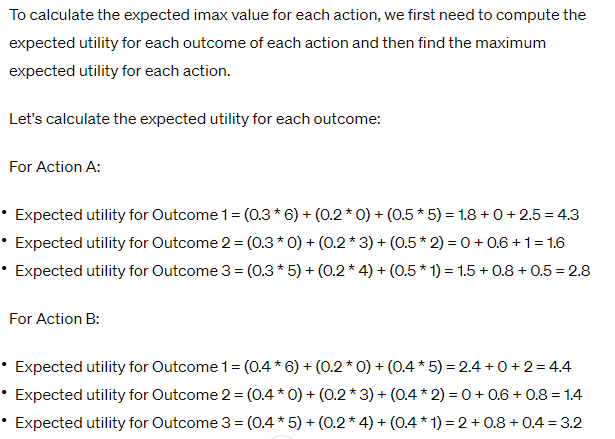 To calculate the expected imax value for each action, we first need to compute the
expected utility for each outcome of each action and then find the maximum
expected utility for each action.
Let's calculate the expected utility for each outcome:
For Action A:
• Expected utility for Outcome 1 = (0.3 * 6) + (0.2 * 0) + (0.5 * 5) = 1.8 + 0 + 2.5 = 4.3
• Expected utility for Outcome 2 = (0.3 * 0) + (0.2 * 3) + (0.5 * 2) = 0 + 0.6 + 1 = 1.6
• Expected utility for Outcome 3 = (0.3 * 5) + (0.2 * 4) + (0.5 * 1) = 1.5 + 0.8 + 0.5 = 2.8
For Action B:
• Expected utility for Outcome 1 = (0.4 * 6) + (0.2 * 0) + (0.4 * 5) = 2.4 + 0 + 2 = 4.4
• Expected utility for Outcome 2 = (0.4 * 0) + (0.2 * 3) + (0.4 * 2) = 0 + 0.6 + 0.8 = 1.4
• Expected utility for Outcome 3 = (0.4 * 5) + (0.2 * 4) + (0.4 * 1) = 2 + 0.8 + 0.4 = 3.2